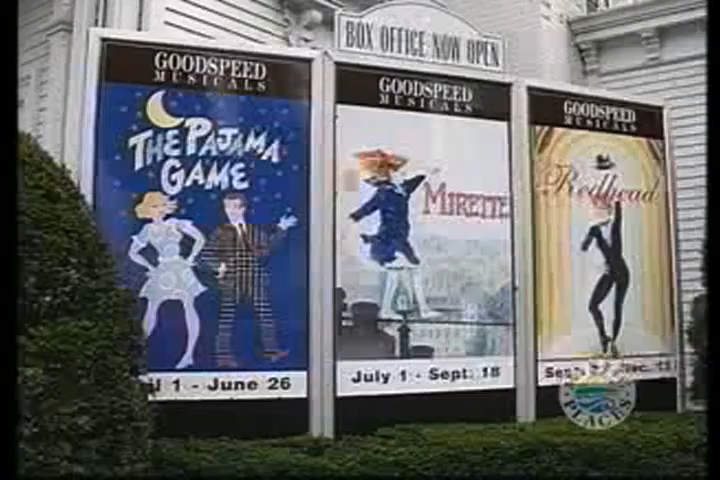 BOX OFFICE NOW OPEN
GOODSPEED
MUSICALS
THE PAJAMA
GAME
1 - June 26
GOODSPEED
MUSICALS
MIRETTE
July 1 - Sept. 18
GOODSPEED
MUSICALS
Redhead
PLACES